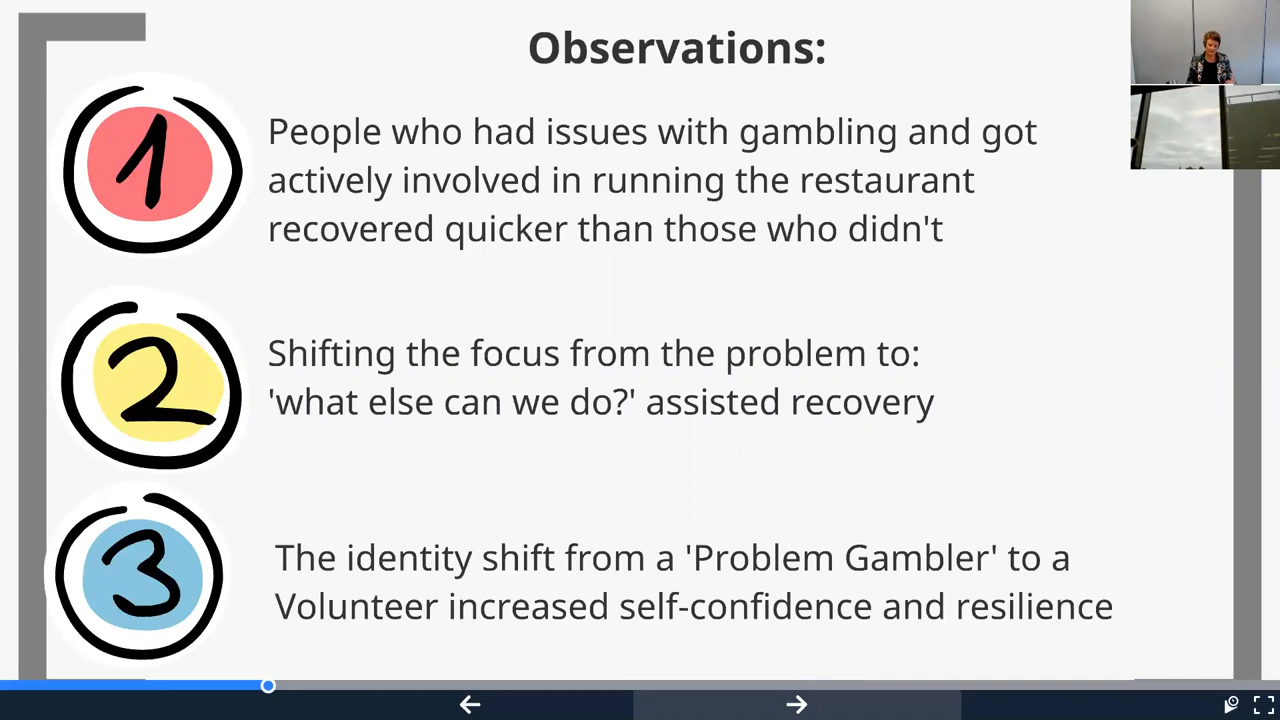 Observations:
1
People who had issues with gambling and got
actively involved in running the restaurant
recovered quicker than those who didn't
2
Shifting the focus from the problem to:
'what else can we do?' assisted recovery
3
The identity shift from a 'Problem Gambler' to a
Volunteer increased self-confidence and resilience